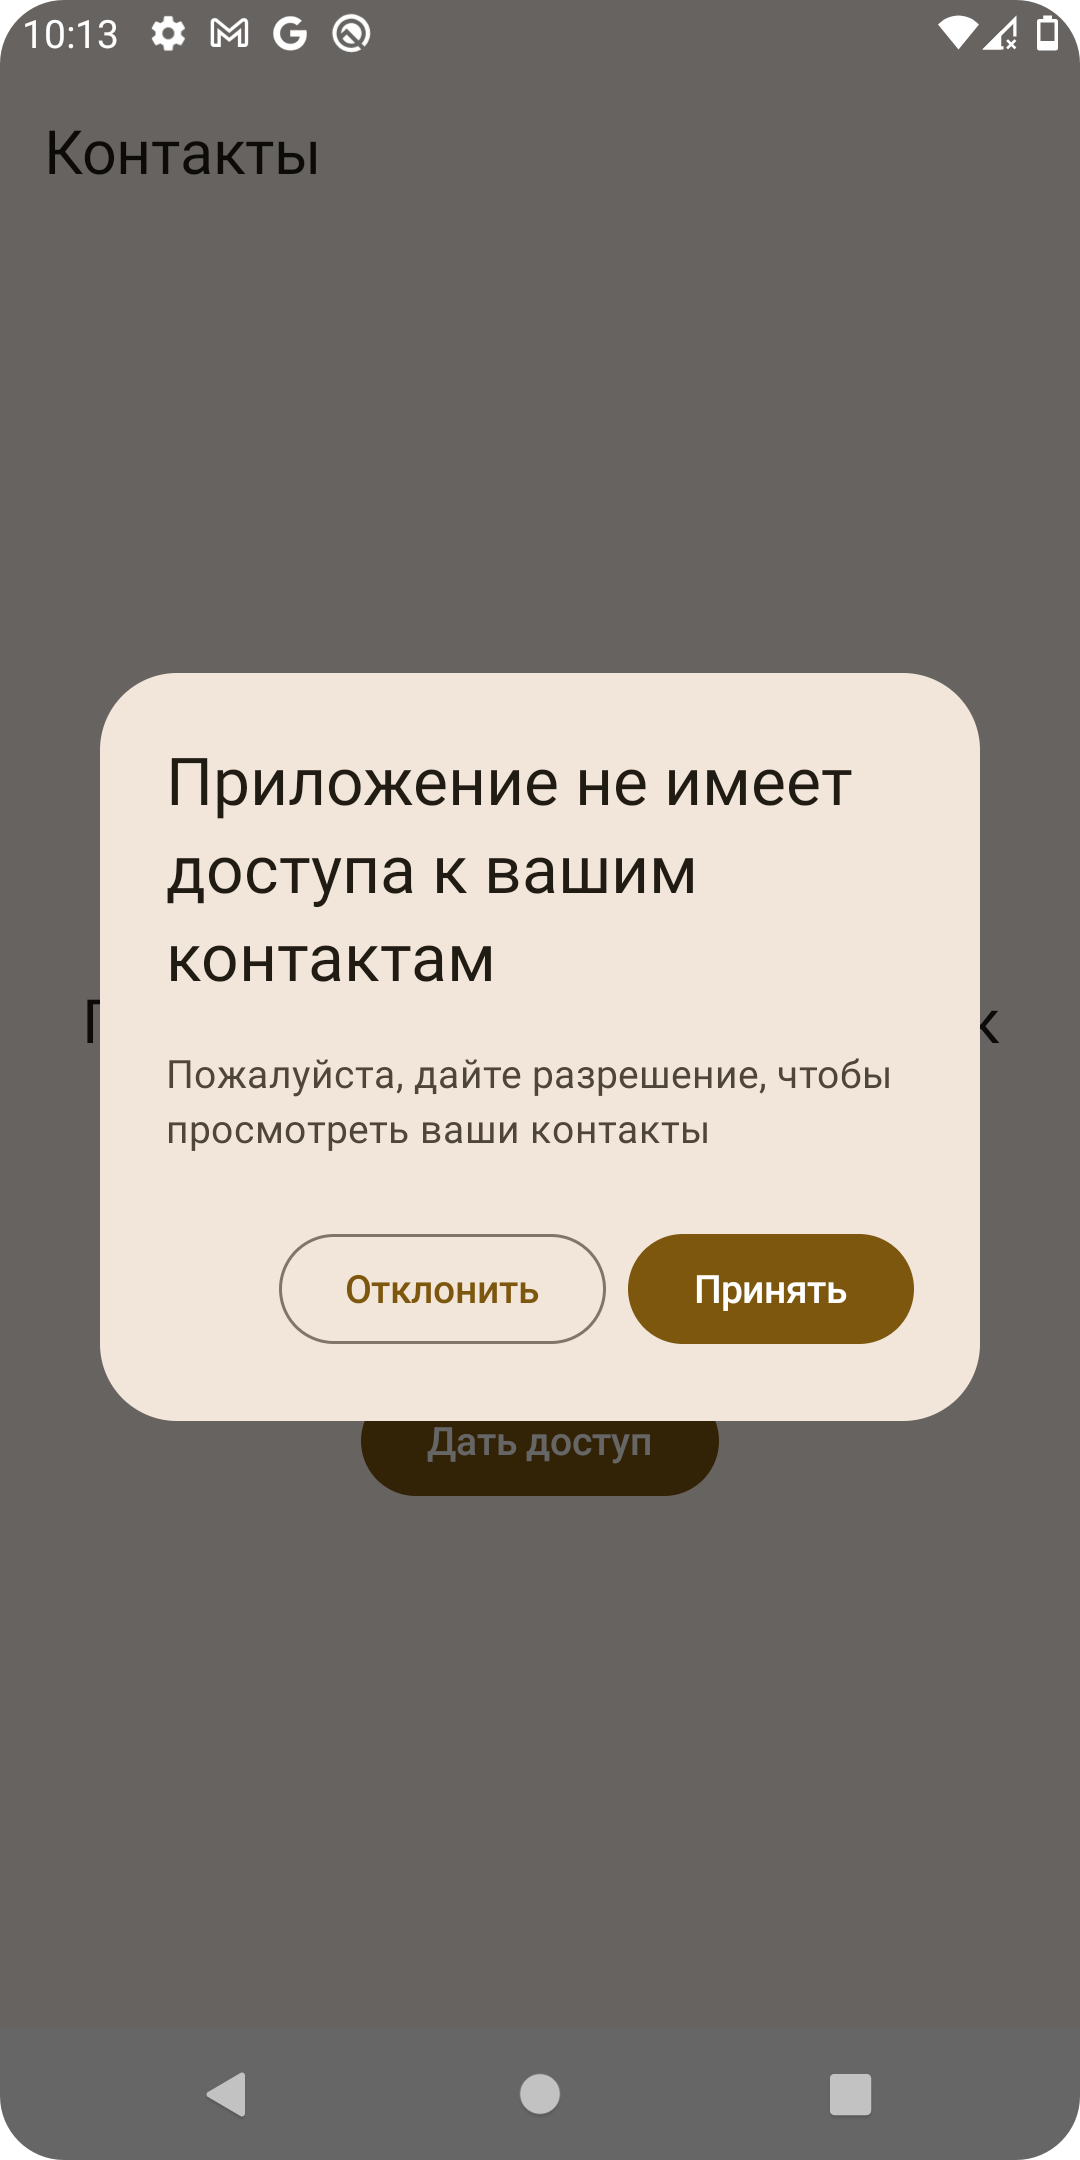 10:13
Контакты
Приложение не имеет
доступа к вашим
контактам
к
Пожалуйста, дайте разрешение, чтобы
просмотреть ваши контакты
Отклонить
Принять
Дать доступ